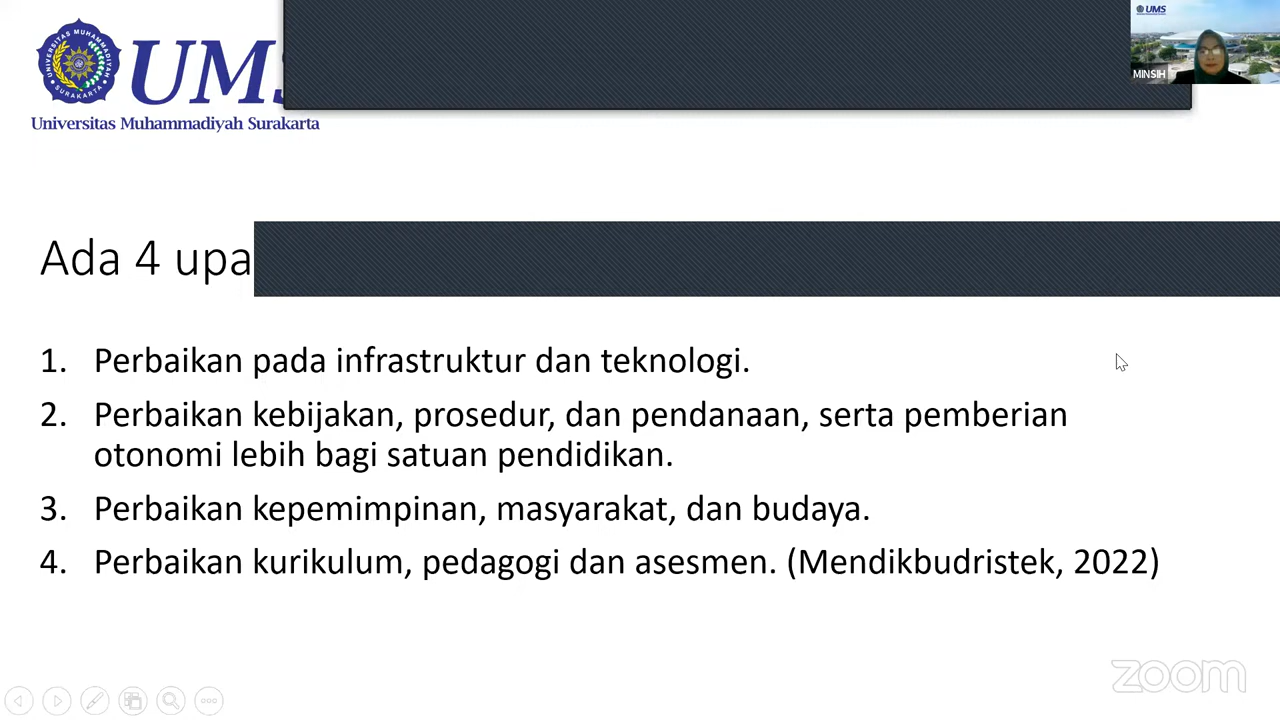 UMS
Universitas Muhammadiyah Surakarta
UMS
MINSIH
Ada 4 upa
1. Perbaikan pada infrastruktur dan teknologi.
2. Perbaikan kebijakan, prosedur, dan pendanaan, serta pemberian
otonomi lebih bagi satuan pendidikan.
3. Perbaikan kepemimpinan, masyarakat, dan budaya.
4. Perbaikan kurikulum, pedagogi dan asesmen. (Mendikbudristek, 2022)
zoom